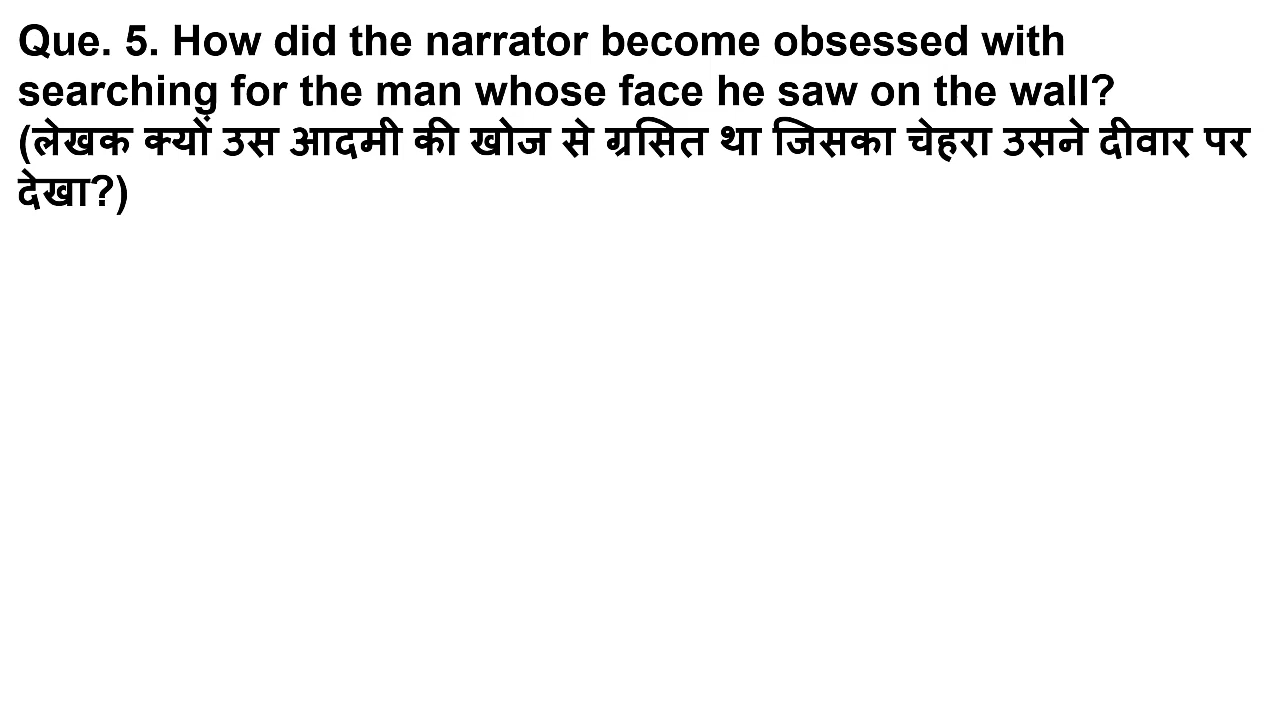 Que. 5. How did the narrator become obsessed with
searching for the man whose face he saw on the wall?
(लेखक क्यों उस आदमी की खोज से ग्रसित था जिसका चेहरा उसने दीवार पर
देखा?)